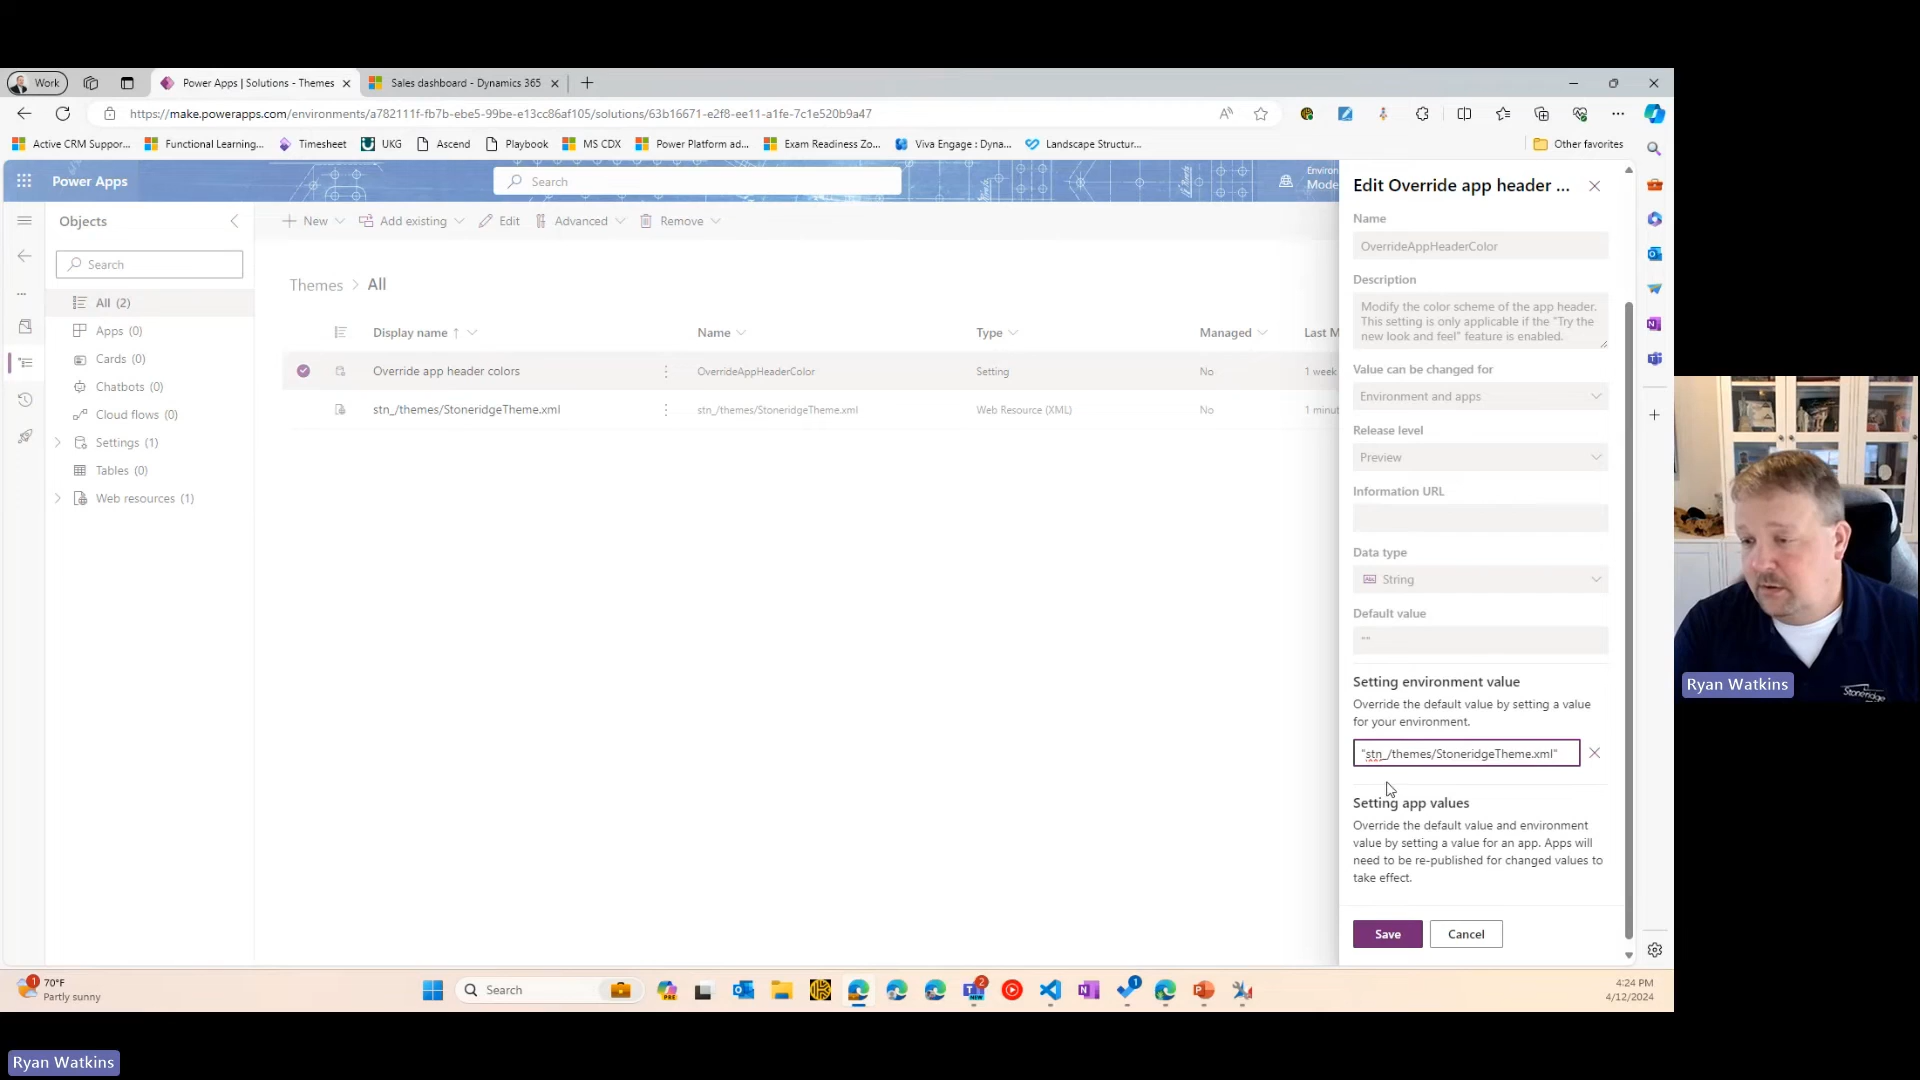 Work
Power Apps | Solutions - Themes
Sales dashboard - Dynamics 365
https://make.powerapps.com/environments/a782111f-fb7b-ebe5-99be-e13cc86af105/solutions/63b16671-e2f8-ee11-a1fe-7c1e520b9a47
Active CRM Suppor...
Functional Learning...
Timesheet
UKG
Ascend
Playbook
MS CDX
Power Platform ad...
Exam Readiness Zo...
Viva Engage : Dyna...
Landscape Structur...
Other favorites
Power Apps
Search
Environ
Mode
Objects
Search
All (2)
Apps (0)
Cards (0)
Chatbots (0)
Cloud flows (0)
Settings (1)
Tables (0)
Web resources (1)
New
Add existing
Edit
Advanced
Remove
Themes > All
Display name ↑
Name
Type
Managed
Last M
Override app header colors
OverrideAppHeaderColor
Setting
No
1 week
stn_/themes/StoneridgeTheme.xml
stn_/themes/StoneridgeTheme.xml
Web Resource (XML)
No
1 minut
Edit Override app header ...
Name
OverrideAppHeaderColor
Description
Modify the color scheme of the app header.
This setting is only applicable if the "Try the
new look and feel" feature is enabled.
Value can be changed for
Environment and apps
Release level
Preview
Information URL
Data type
Abc String
Default value
""
Setting environment value
Override the default value by setting a value
for your environment.
"stn_/themes/StoneridgeTheme.xml"
Setting app values
Override the default value and environment
value by setting a value for an app. Apps will
need to be re-published for changed values to
take effect.
Save
Cancel
Ryan Watkins
Stoneridge
1
70°F
Partly sunny
Search
PRE
2
NEW
1
4:24 PM
4/12/2024
Ryan Watkins